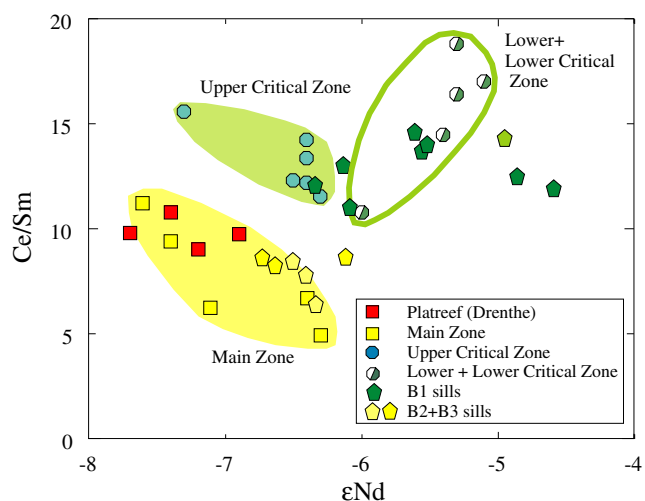 20
15
10
5
0
Ce/Sm
-8
-7
-6
-5
-4
εNd
Upper Critical Zone
Lower+
Lower Critical
Zone
Main Zone
Platreef (Drenthe)
Main Zone
Upper Critical Zone
Lower + Lower Critical Zone
B1 sills
B2+B3 sills